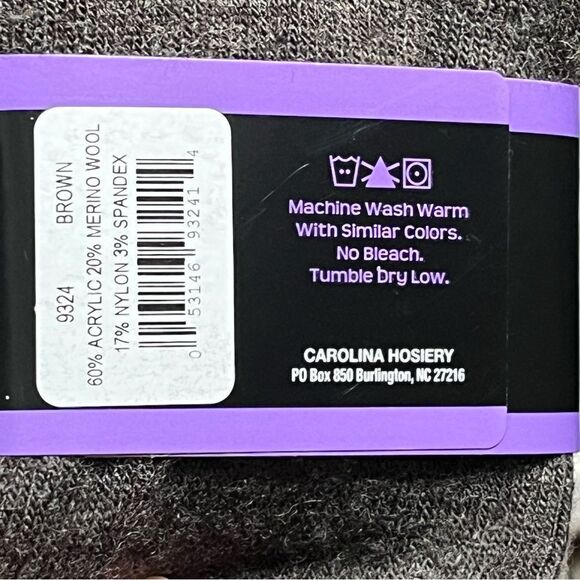 9324 BROWN
60% ACRYLIC 20% MERINO WOOL
17% NYLON 3% SPANDEX
0 53146 93241 4
Machine Wash Warm
With Similar Colors.
No Bleach.
Tumble Dry Low.
CAROLINA HOSIERY
PO Box 850 Burlington, NC 27216